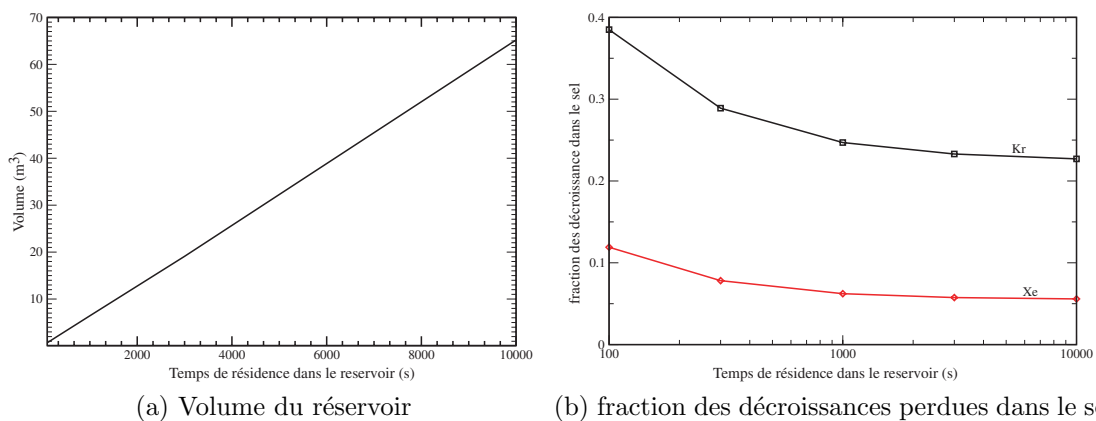 70
60
50
40
30
20
10
Volume (m³)
2000 4000 6000 8000 10000
Temps de résidence dans le reservoir (s)
(a) Volume du réservoir
0.4
0.3
0.2
0.1
0
fraction des décroissance dans le sel
Kr
Xe
100 1000 10000
Temps de résidence dans le reservoir (s)
(b) fraction des décroissances perdues dans le se